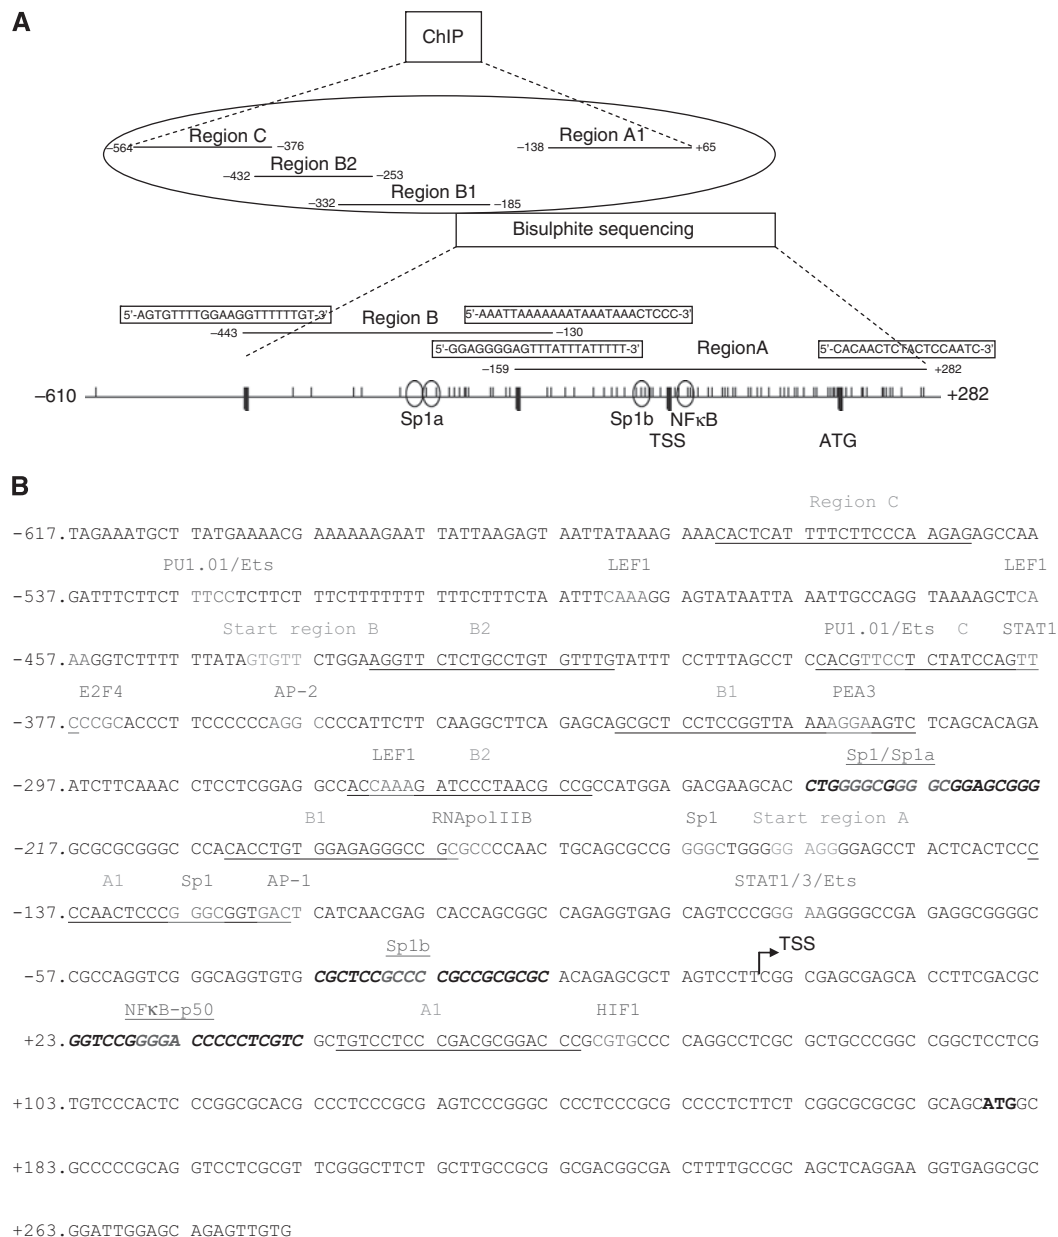 A
ChIP
Region C
Region A1
–564
–376
–138
+65
Region B2
–432
–253
Region B1
–332
–185
Bisulphite sequencing
5'-AGTGTTTTGGAAGGTTTTTTGT-3'
Region B
5'-AAATTAAAAAAATAAATAAACTCCC-3'
–443
–130
5'-GGAGGGGAGTTTATTTATTTTT-3'
RegionA
5'-CACAACTCTACTCCAATC-3'
–159
+282
–610
+282
Sp1a
Sp1b
NFκB
TSS
ATG
B
Region C
-617.TAGAAATGCT TATGAAAACG AAAAAAGAAT TATTAAGAGT AATTATAAAG AAACACTCAT TTTCTTCCCA AGAGAGCCAA
PU1.01/Ets LEF1 LEF1
-537.GATTTCTTCT TTCCTCTTCT TTCTTTTTTT TTTCTTTCTA ATTTCAAAGG AGTATAATTA AATTGCCAGG TAAAAGCTCA
Start region B B2 PU1.01/Ets C STAT1
-457.AAGGTCTTTT TTATAGTGTT CTGGAAGGTT CTCTGCCTGT GTTTGTATTT CCTTTAGCCT CCACGTTCCT CTATCCAGTT
E2F4 AP-2 B1 PEA3
-377.CCCGCACCCT TCCCCCCAGG CCCCATTCTT CAAGGCTTCA GAGCAGCGCT CCTCCGGTTA AAAAGGAAGTC TCAGCACAGA
LEF1 B2 Sp1/Sp1a
-297.ATCTTCAAAC CTCCTCGGAG GCCACCAAAG ATCCCTAACG CCGCCATGGA GACGAAGCAC CTGGGGCGGG GCGGAGCGGG
B1 RNApolIIB Sp1 Start region A
-217.GCGCGCGGGC CCACACCTGT GGAGAGGGCCG CGCCCCAAC TGCAGCGCCG GGGCTGGGGG AGGGGGAGCCT ACTCACTCCC
A1 Sp1 AP-1 STAT1/3/Ets
-137.CCAACTCCCG GGCGGTGACT CATCAACGAG CACCAGCGGC CAGAGGTGAG CAGTCCCGGG AAGGGGCCGA GAGGCGGGGC
Sp1b TSS
-57.CGCCAGGTCG GGCAGGTGTG CGCTCCGCCC CGCCGCGCGC ACAGAGCGCT AGTCCTTCGG CGAGCGAGCA CCTTCGACGC
NFκB-p50 A1 HIF1
+23.GGTCCGGGGA CCCCCTCGTC GCTGTCCTCC CGACGCGGAC CCGCGTGCCC CAGGCCTCGC GCTGCCCGGC CGGCTCCTCG
+103.TGTCCCACTC CCGGCGCACG CCCTCCCGCG AGTCCCGGGC CCCTCCCGCG CCCCTCTTCT CGGCGCGCGC GCAGCATGGC
+183.GCCCCCGCAG GTCCTCGCGT TCGGGCTTCT GCTTGCCGCG GCGACGGCGA CTTTTGCCGC AGCTCAGGAA GGTGAGGCGC
+263.GGATTGGAGC AGAGTTGTG